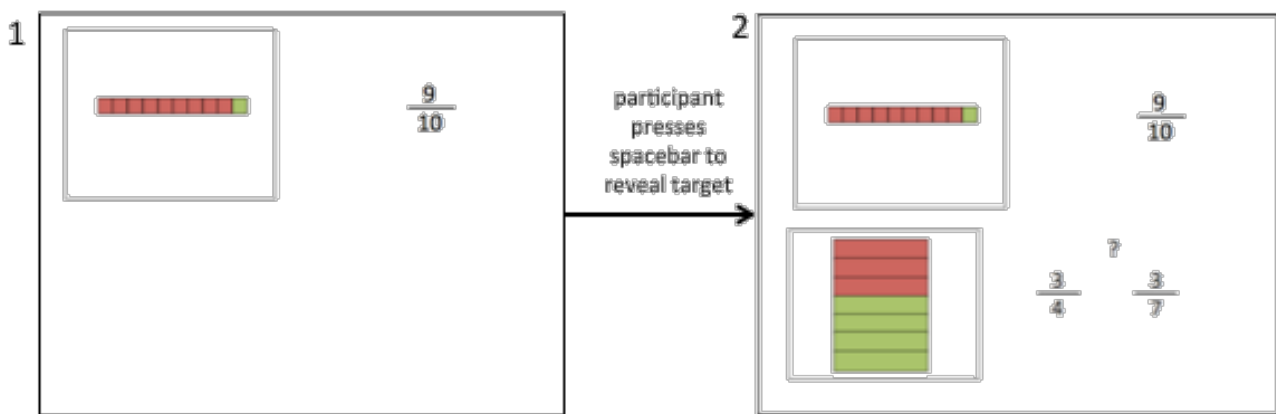 1
9
10
participant
presses
spacebar to
reveal target
2
9
10
?
3
4
3
7